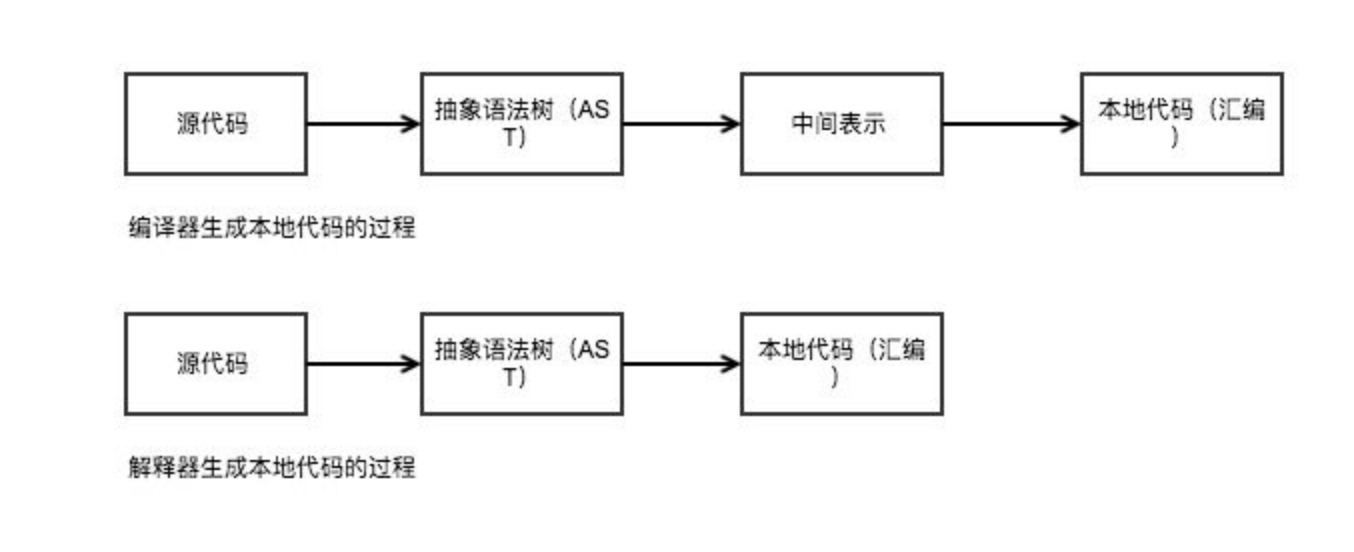 源代码
抽象语法树（AS
T）
中间表示
本地代码（汇编
）
编译器生成本地代码的过程
源代码
抽象语法树（AS
T）
本地代码（汇编
）
解释器生成本地代码的过程